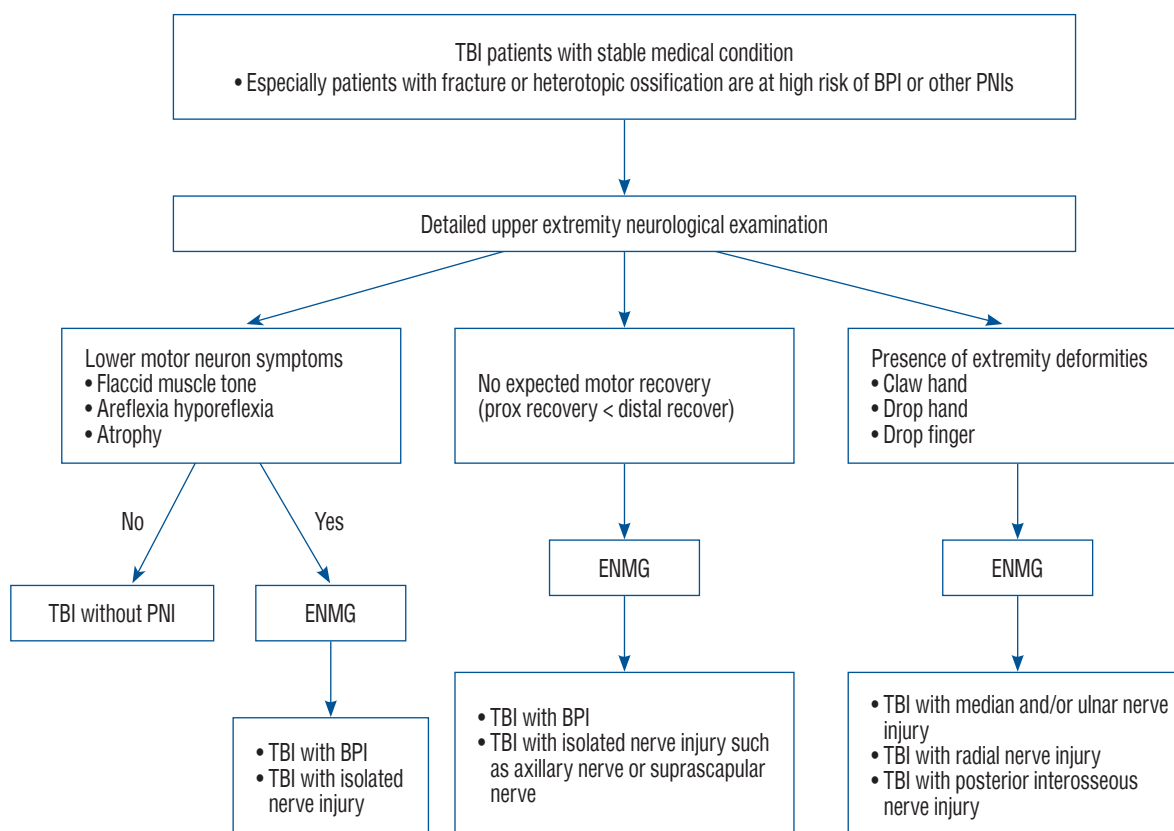 TBI patients with stable medical condition
• Especially patients with fracture or heterotopic ossification are at high risk of BPI or other PNIs
Detailed upper extremity neurological examination
Lower motor neuron symptoms
• Flaccid muscle tone
• Areflexia hyporeflexia
• Atrophy
No expected motor recovery
(prox recovery < distal recover)
Presence of extremity deformities
• Claw hand
• Drop hand
• Drop finger
No
Yes
TBI without PNI
ENMG
ENMG
ENMG
• TBI with BPI
• TBI with isolated
nerve injury
• TBI with BPI
• TBI with isolated nerve injury such
as axillary nerve or suprascapular
nerve
• TBI with median and/or ulnar nerve
injury
• TBI with radial nerve injury
• TBI with posterior interosseous
nerve injury